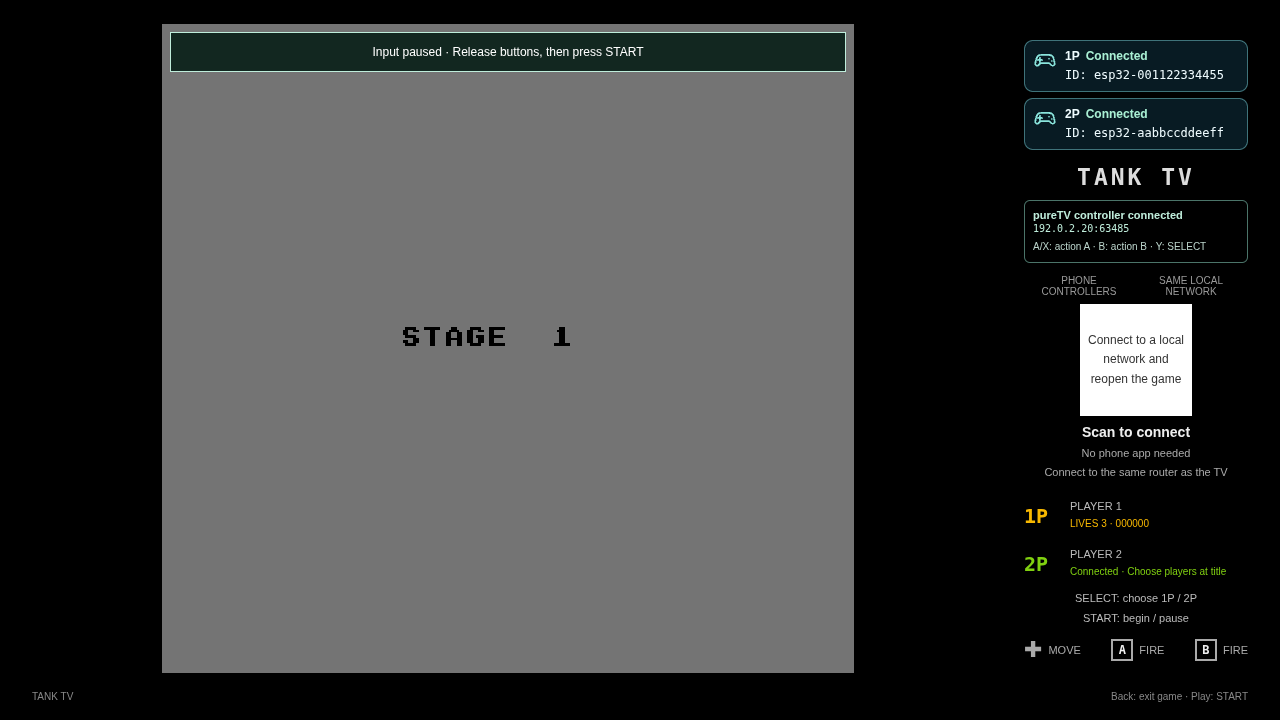 Input paused · Release buttons, then press START
STAGE 1
1P Connected
ID: esp32-001122334455
2P Connected
ID: esp32-aabbccddeeff
TANK TV
pureTV controller connected
192.0.2.20:63485
A/X: action A · B: action B · Y: SELECT
PHONE CONTROLLERS
SAME LOCAL NETWORK
Connect to a local
network and
reopen the game
Scan to connect
No phone app needed
Connect to the same router as the TV
1P
PLAYER 1
LIVES 3 · 000000
2P
PLAYER 2
Connected · Choose players at title
SELECT: choose 1P / 2P
START: begin / pause
MOVE A FIRE B FIRE
TANK TV
Back: exit game · Play: START